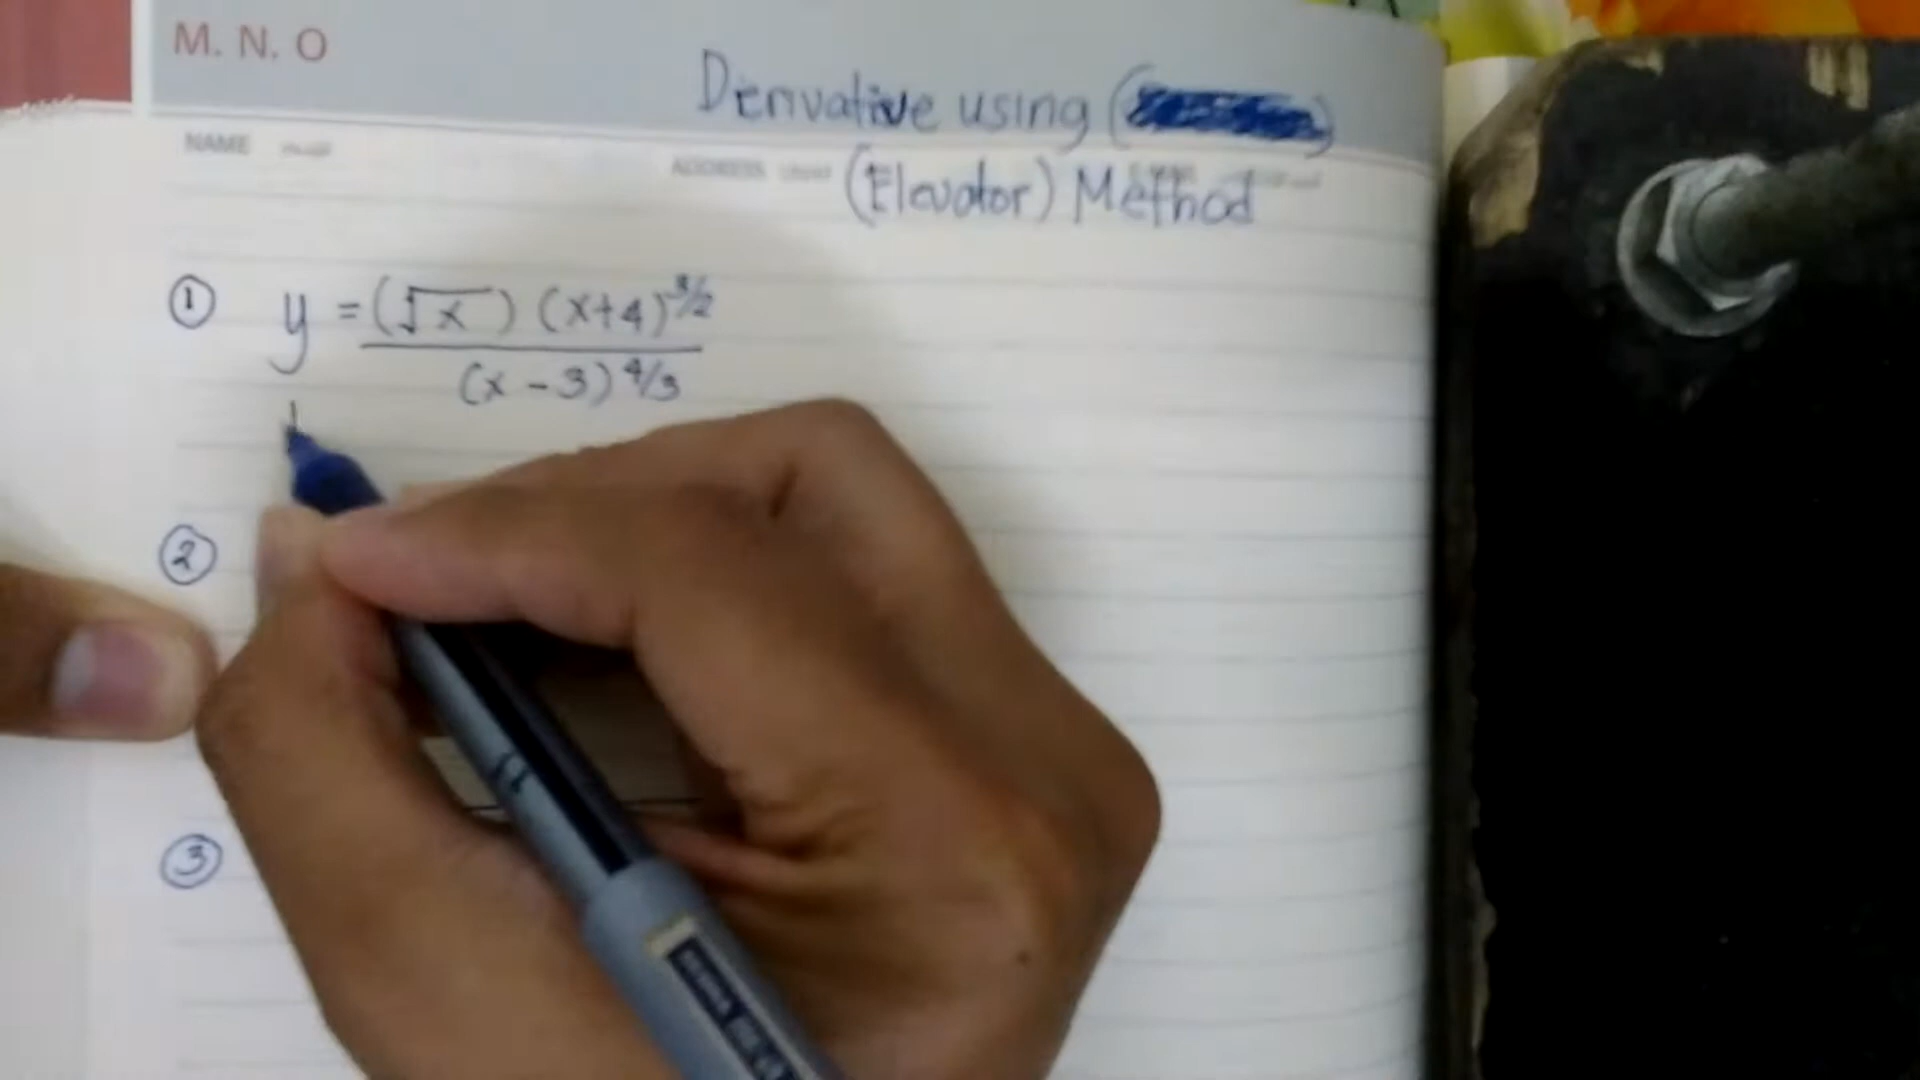 M. N. O
Derivative using (
NAME
ADDRESS
(Elevator) Method
① y = (√x) (x+4)^3/2
(x - 3)^4/3
②
③